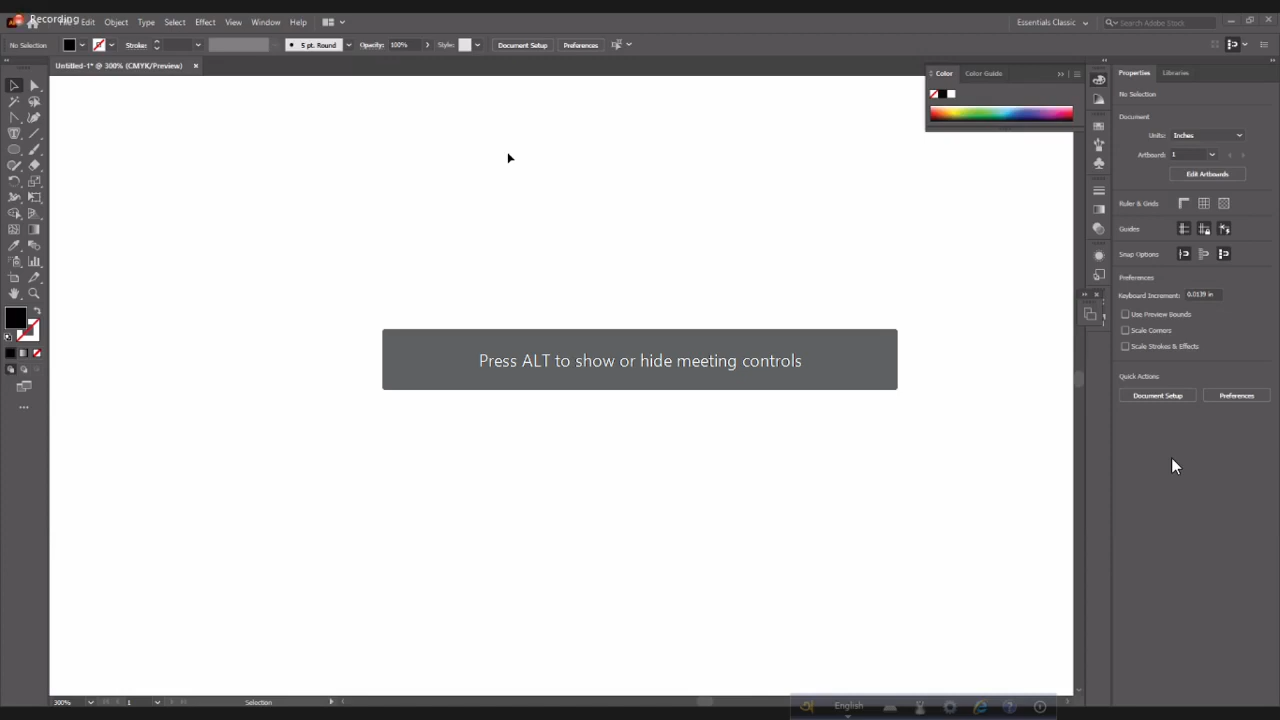 Recording
Edit Object Type Select Effect View Window Help
Essentials Classic
Search Adobe Stock
No Selection
Stroke:
5 pt. Round
Opacity: 100%
Style:
Document Setup
Preferences
Untitled-1* @ 300% (CMYK/Preview)
Color
Color Guide
Properties
Libraries
No Selection
Document
Units: Inches
Artboard: 1
Edit Artboards
Ruler & Grids
Guides
Snap Options
Preferences
Keyboard Increment: 0.0139 in
Use Preview Bounds
Scale Corners
Scale Strokes & Effects
Quick Actions
Document Setup
Preferences
Press ALT to show or hide meeting controls
300%
1
Selection
English